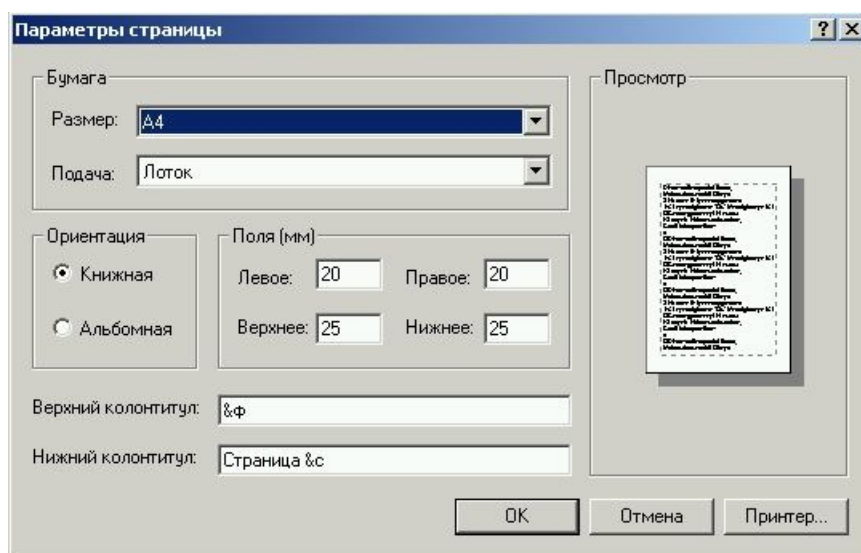 Параметры страницы
Бумага
Размер: A4
Подача: Лоток
Просмотр
Ориентация
Книжная
Альбомная
Поля (мм)
Левое: 20 Правое: 20
Верхнее: 25 Нижнее: 25
Верхний колонтитул: &ф
Нижний колонтитул: Страница &с
OK Отмена Принтер...